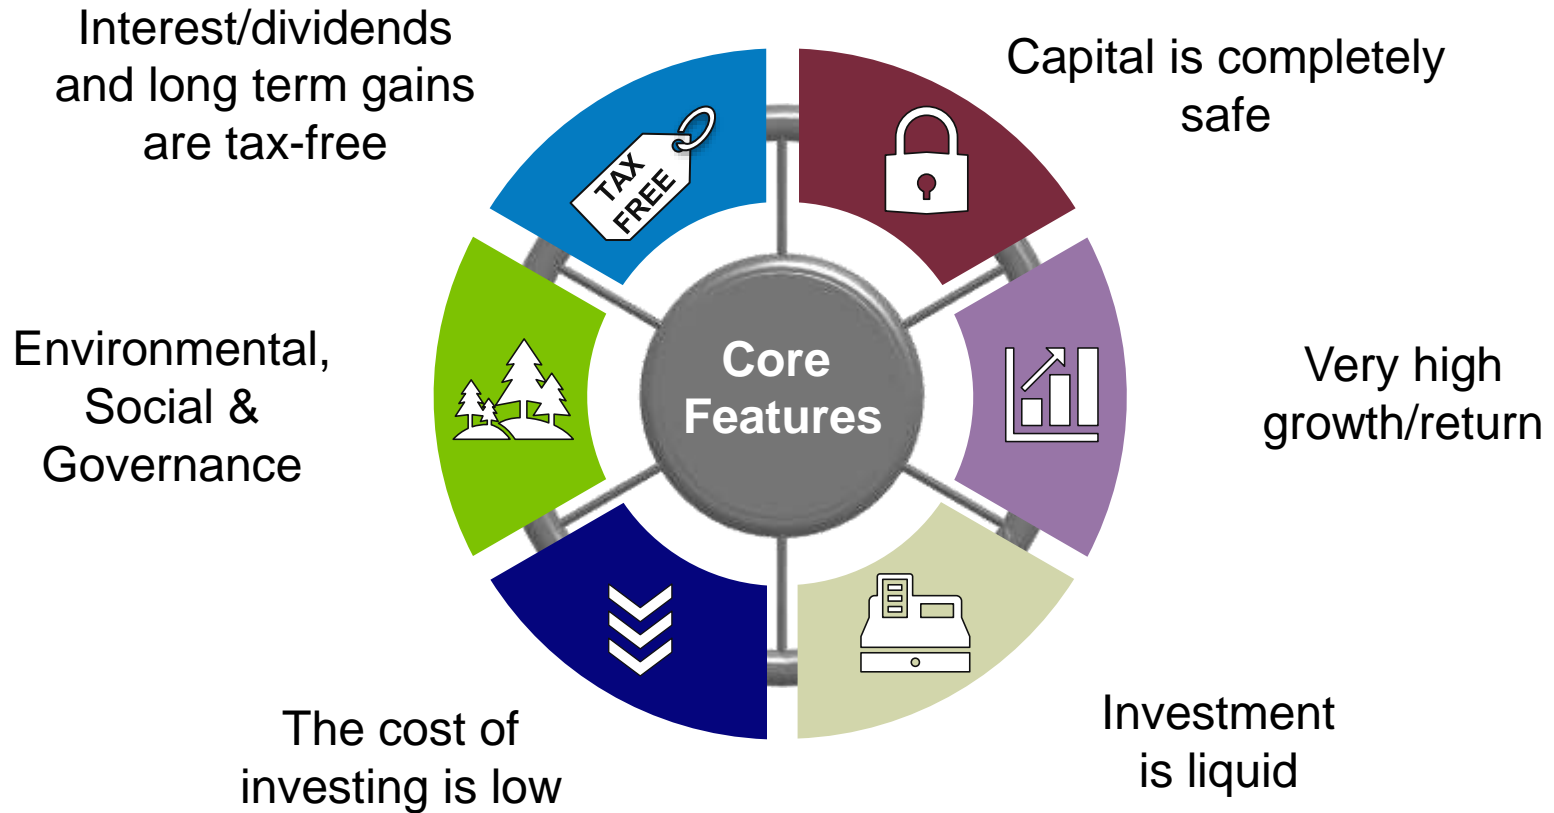 Interest/dividends
and long term gains
are tax-free
Capital is completely
safe
TAX
FREE
Environmental,
Social &
Governance
Core
Features
Very high
growth/return
The cost of
investing is low
Investment
is liquid